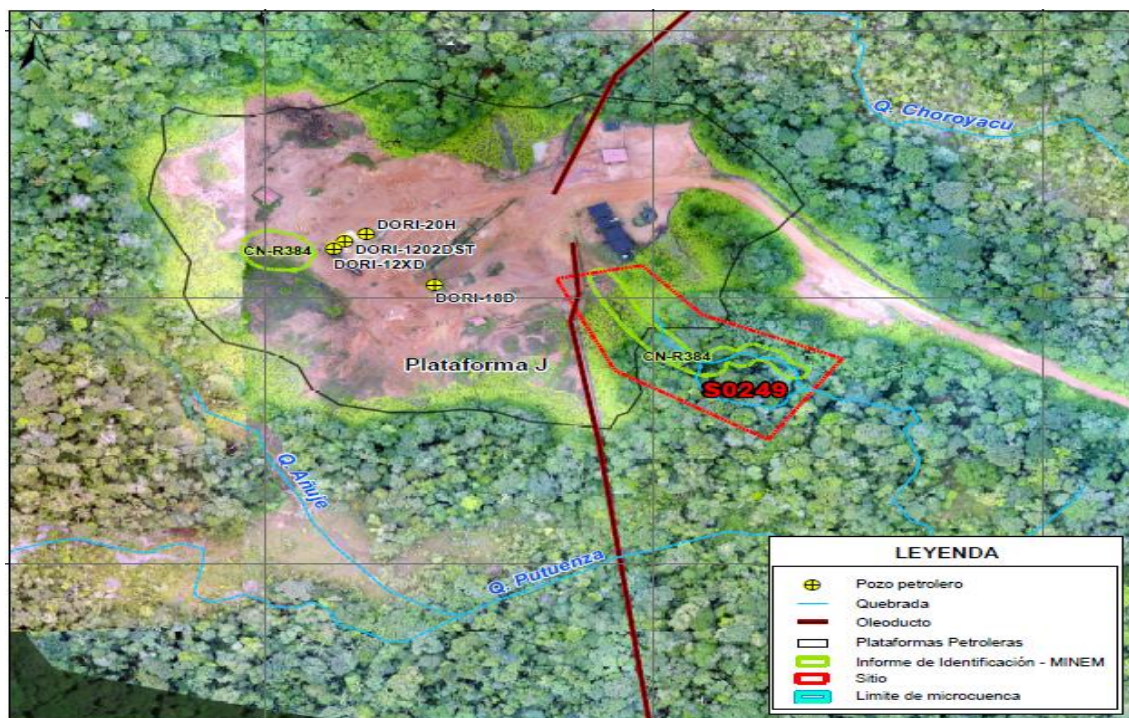 N
Q. Choroyacu
DORI-20H
CN-R384
DORI-1202DST
DORI-12XD
DORI-18D
CN-R384
Plataforma J
S0249
Q. Añuje
Q. Putuenza
LEYENDA
Pozo petrolero
Quebrada
Oleoducto
Plataformas Petroleras
Informe de Identificación - MINEM
Sitio
Limite de microcuenca